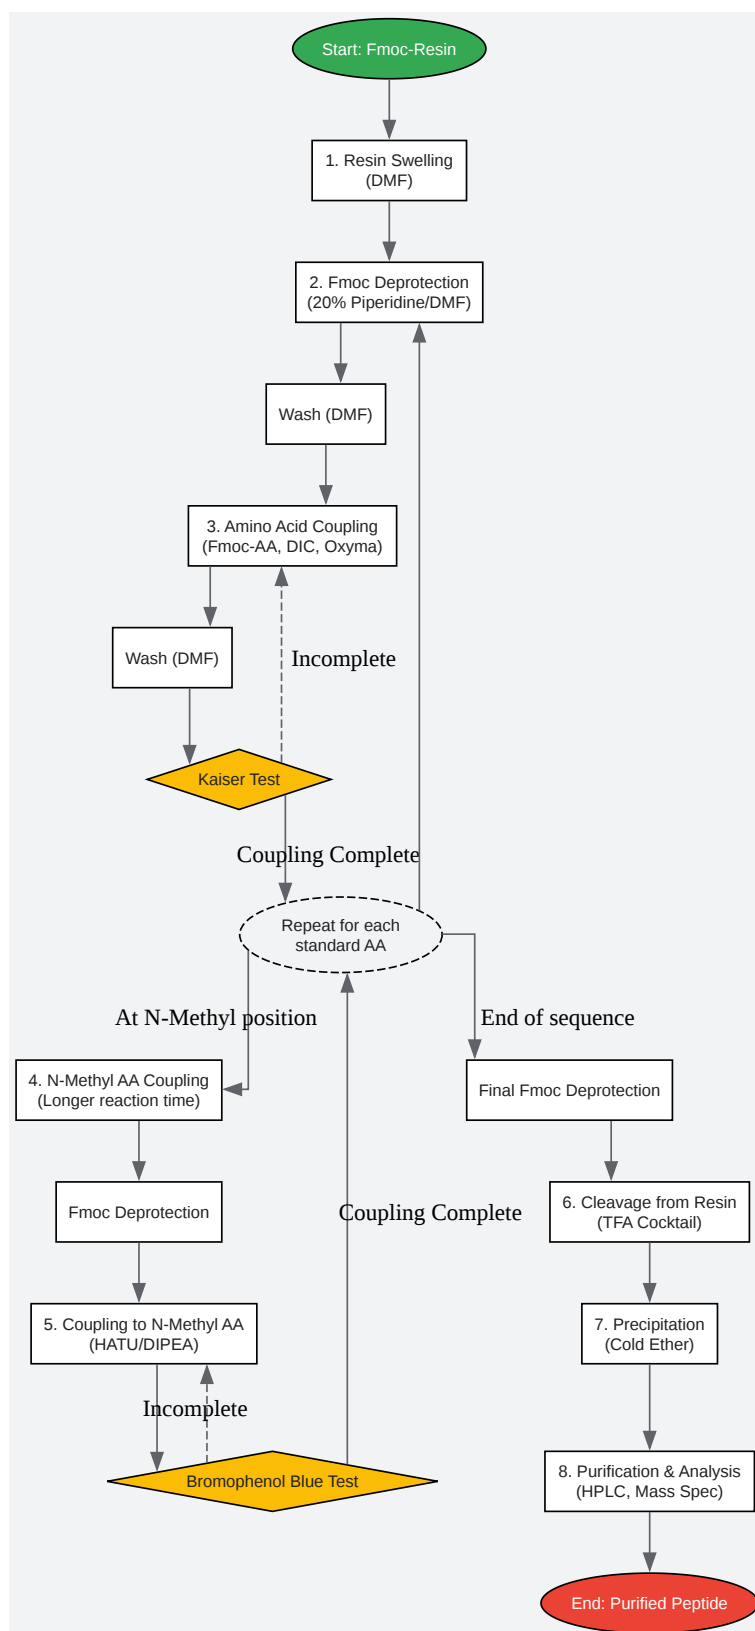 Start: Fmoc-Resin
1. Resin Swelling
(DMF)
2. Fmoc Deprotection
(20% Piperidine/DMF)
Wash (DMF)
3. Amino Acid Coupling
(Fmoc-AA, DIC, Oxyma)
Wash (DMF)
Incomplete
Kaiser Test
Coupling Complete
Repeat for each
standard AA
At N-Methyl position
End of sequence
4. N-Methyl AA Coupling
(Longer reaction time)
Final Fmoc Deprotection
Fmoc Deprotection
Coupling Complete
6. Cleavage from Resin
(TFA Cocktail)
5. Coupling to N-Methyl AA
(HATU/DIPEA)
7. Precipitation
(Cold Ether)
Incomplete
Bromophenol Blue Test
8. Purification & Analysis
(HPLC, Mass Spec)
End: Purified Peptide